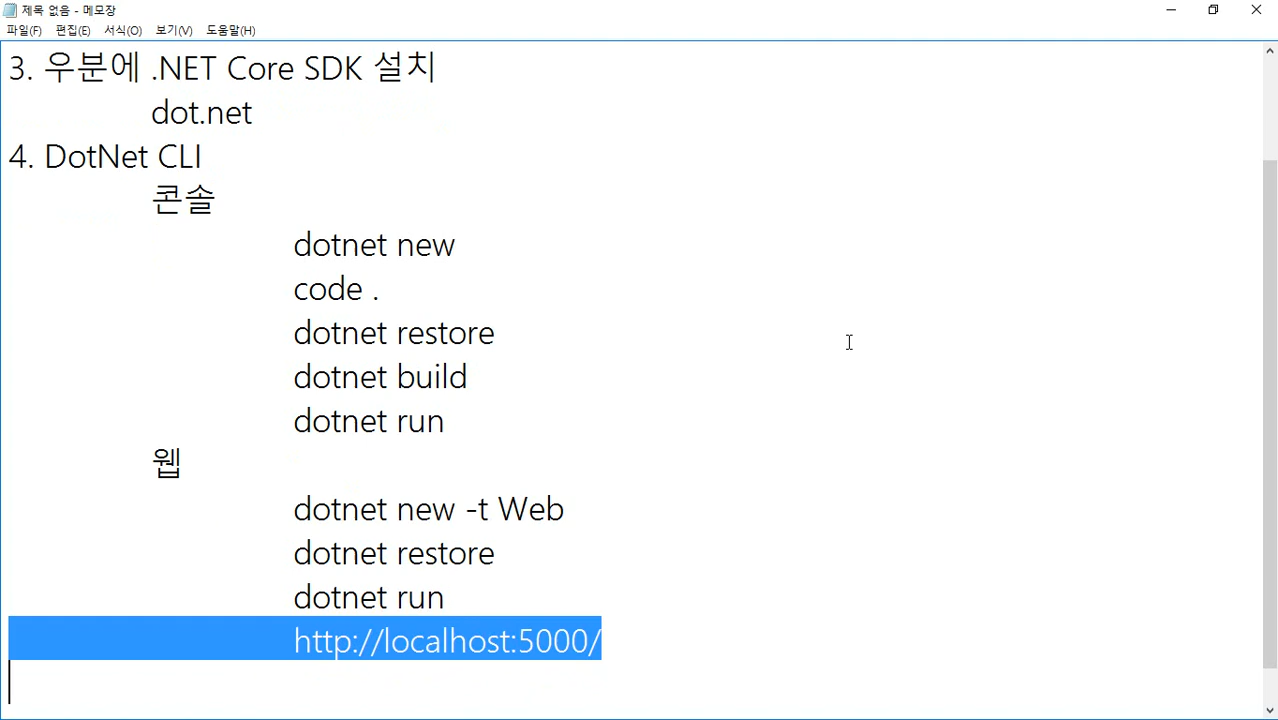 제목 없음 - 메모장
파일(F) 편집(E) 서식(O) 보기(V) 도움말(H)
3. 우분에 .NET Core SDK 설치
dot.net
4. DotNet CLI
콘솔
dotnet new
code .
dotnet restore
dotnet build
dotnet run
웹
dotnet new -t Web
dotnet restore
dotnet run
http://localhost:5000/